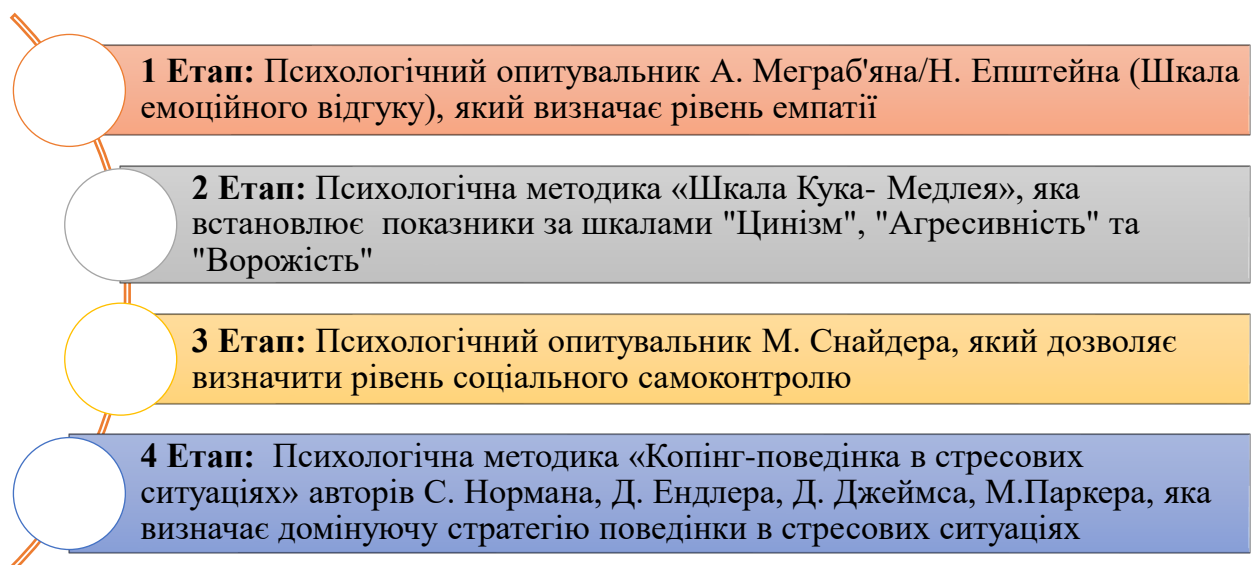 1 Етап: Психологічний опитувальник А. Меграб'яна/Н. Епштейна (Шкала
емоційного відгуку), який визначає рівень емпатії
2 Етап: Психологічна методика «Шкала Кука- Медлея», яка
встановлює  показники за шкалами "Цинізм", "Агресивність" та
"Ворожість"
3 Етап: Психологічний опитувальник М. Снайдера, який дозволяє
визначити рівень соціального самоконтролю
4 Етап:  Психологічна методика «Копінг-поведінка в стресових
ситуаціях» авторів С. Нормана, Д. Ендлера, Д. Джеймса, М.Паркера, яка
визначає домінуючу стратегію поведінки в стресових ситуаціях